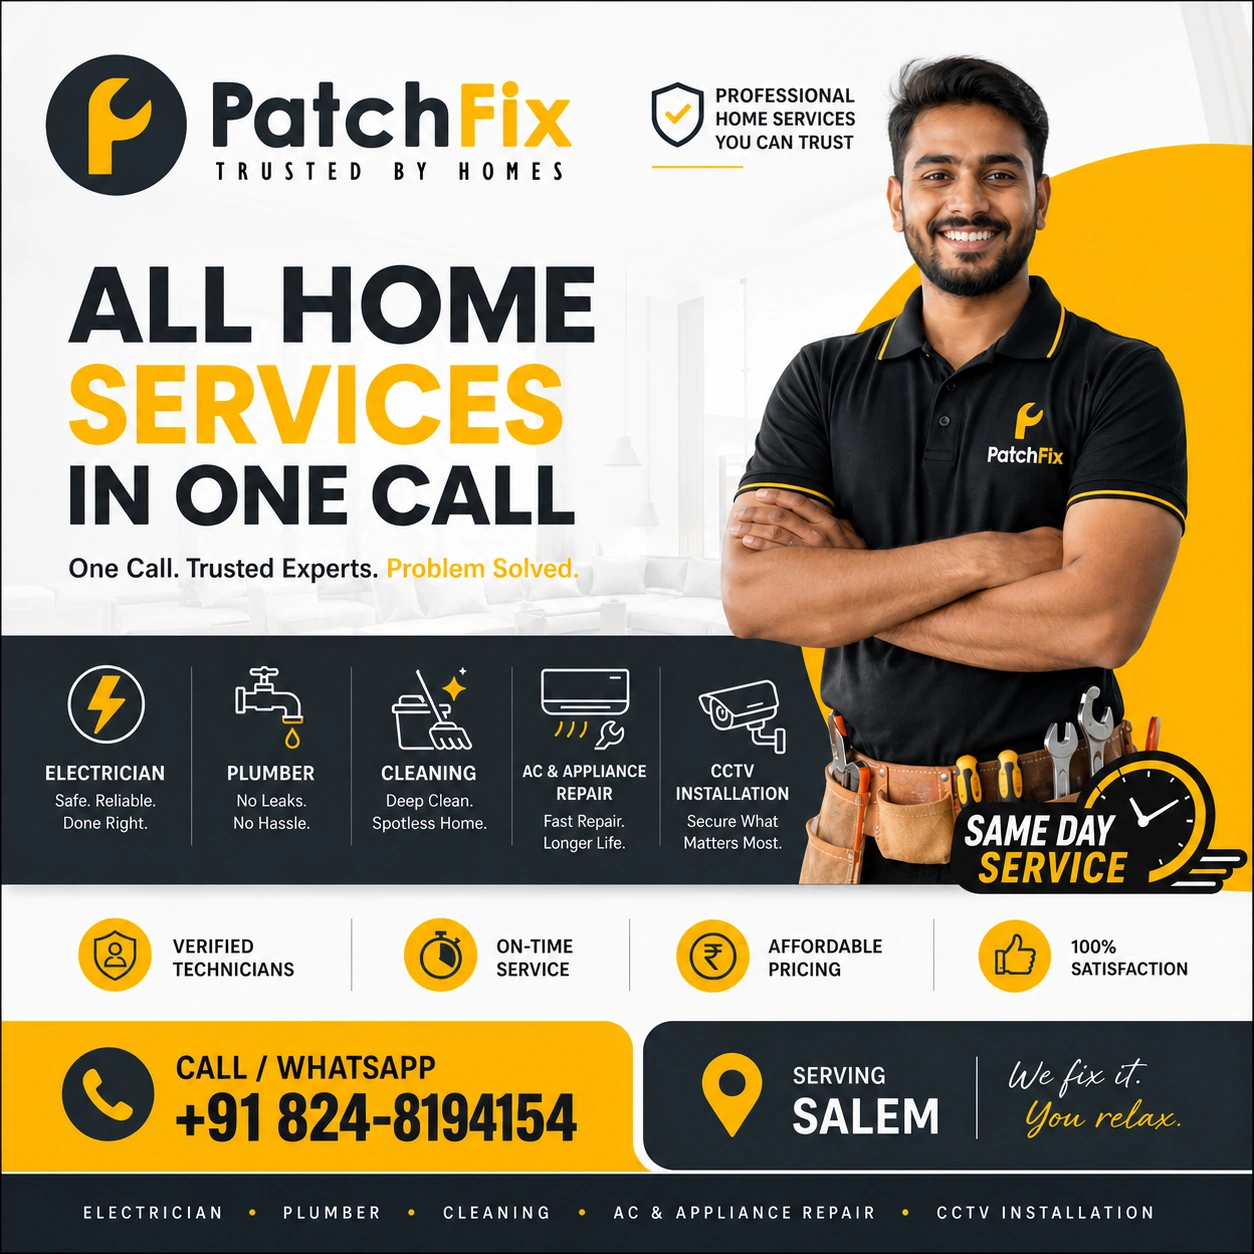 PatchFix
TRUSTED BY HOMES
PROFESSIONAL
HOME SERVICES
YOU CAN TRUST
ALL HOME
SERVICES
IN ONE CALL
One Call. Trusted Experts. Problem Solved.
PatchFix
ELECTRICIAN
Safe. Reliable.
Done Right.
PLUMBER
No Leaks.
No Hassle.
CLEANING
Deep Clean.
Spotless Home.
AC & APPLIANCE
REPAIR
Fast Repair.
Longer Life.
CCTV
INSTALLATION
Secure What
Matters Most.
SAME DAY
SERVICE
VERIFIED
TECHNICIANS
ON-TIME
SERVICE
₹
AFFORDABLE
PRICING
100%
SATISFACTION
CALL / WHATSAPP
+91 824-8194154
SERVING
SALEM
We fix it.
You relax.
ELECTRICIAN • PLUMBER • CLEANING • AC & APPLIANCE REPAIR • CCTV INSTALLATION